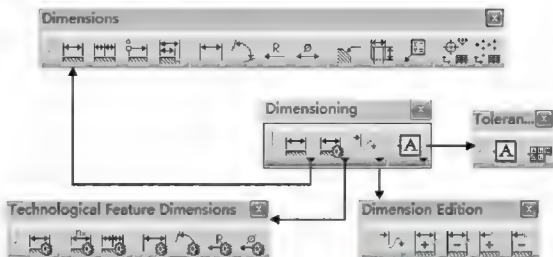 Dimensions
Dimensioning
Toleran...
Technological Feature Dimensions
Dimension Edition